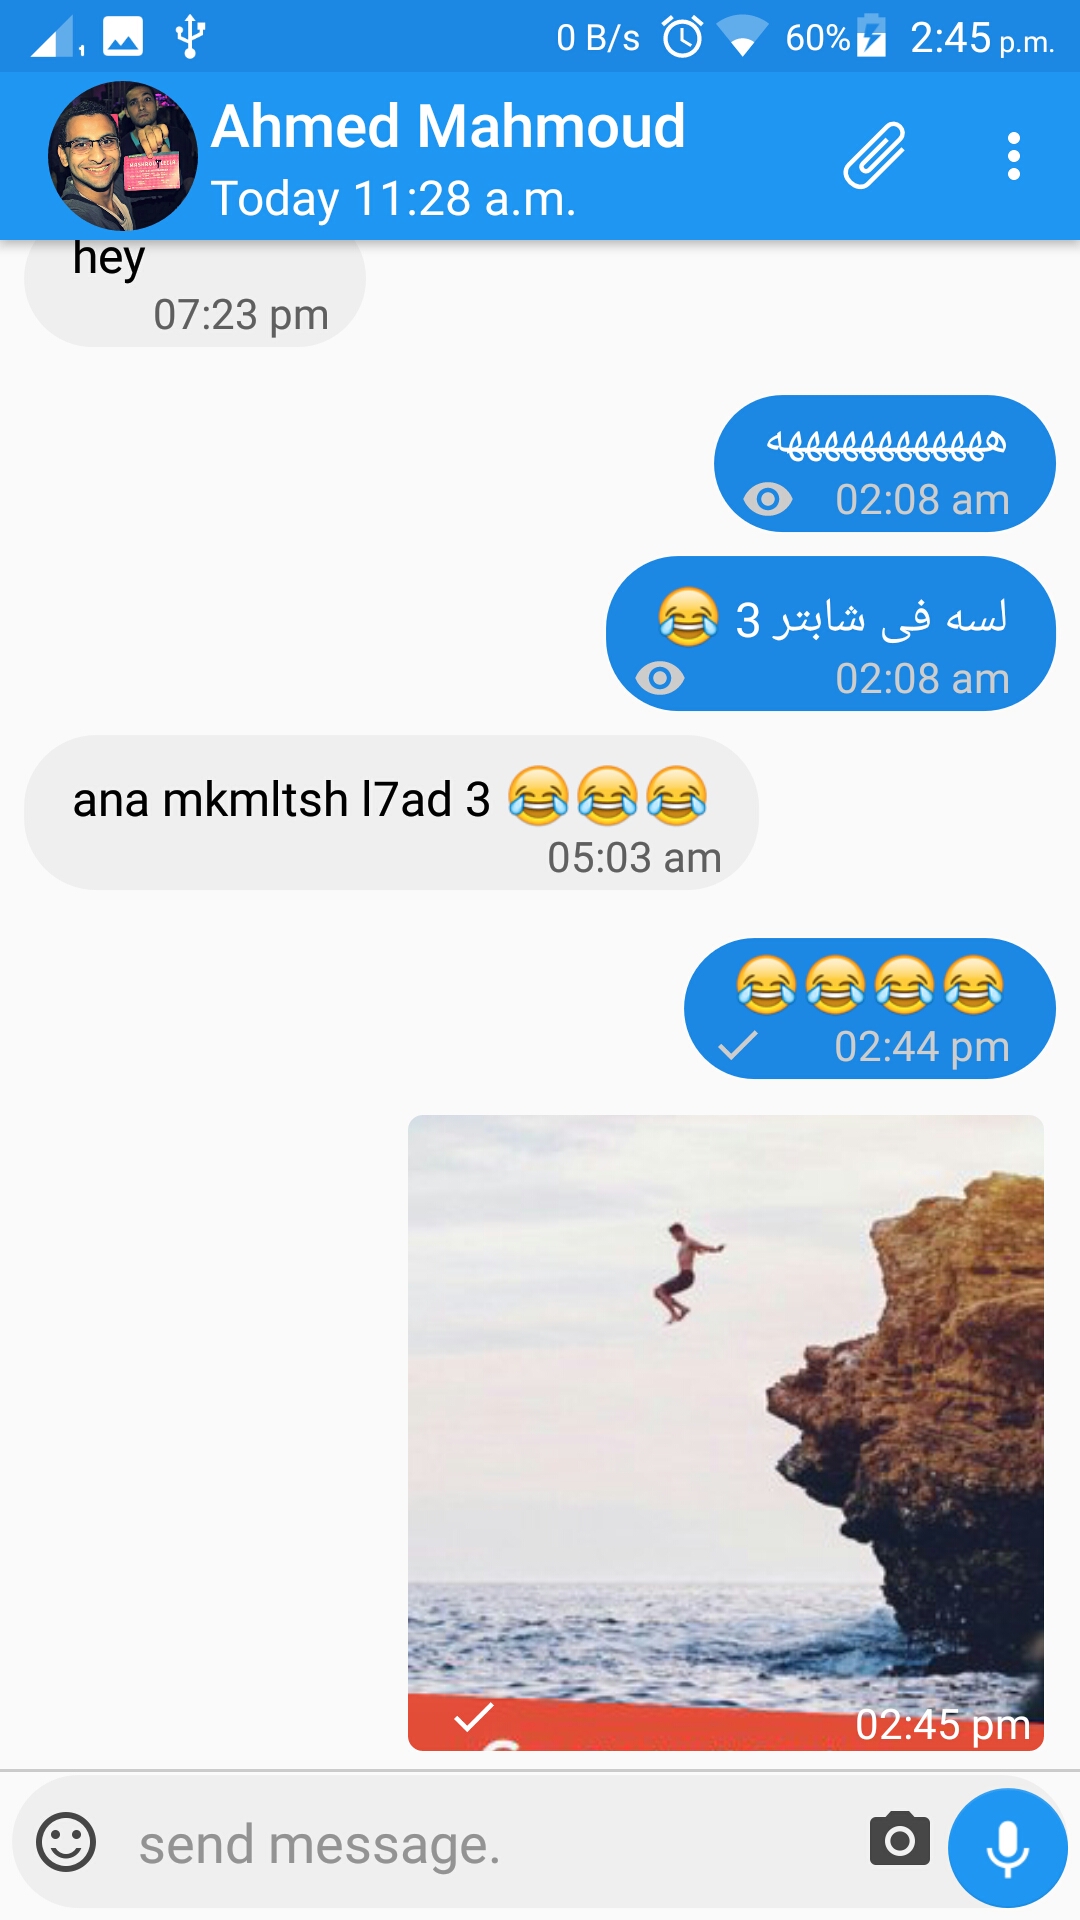 0 B/s 60% 2:45 p.m.
1
Ahmed Mahmoud
Today 11:28 a.m.
hey
07:23 pm
هههههههههههه
02:08 am
لسه فى شابتر 3 😂
02:08 am
ana mkmltsh l7ad 3 😂😂😂
05:03 am
😂😂😂😂
02:44 pm
02:45 pm
send message.